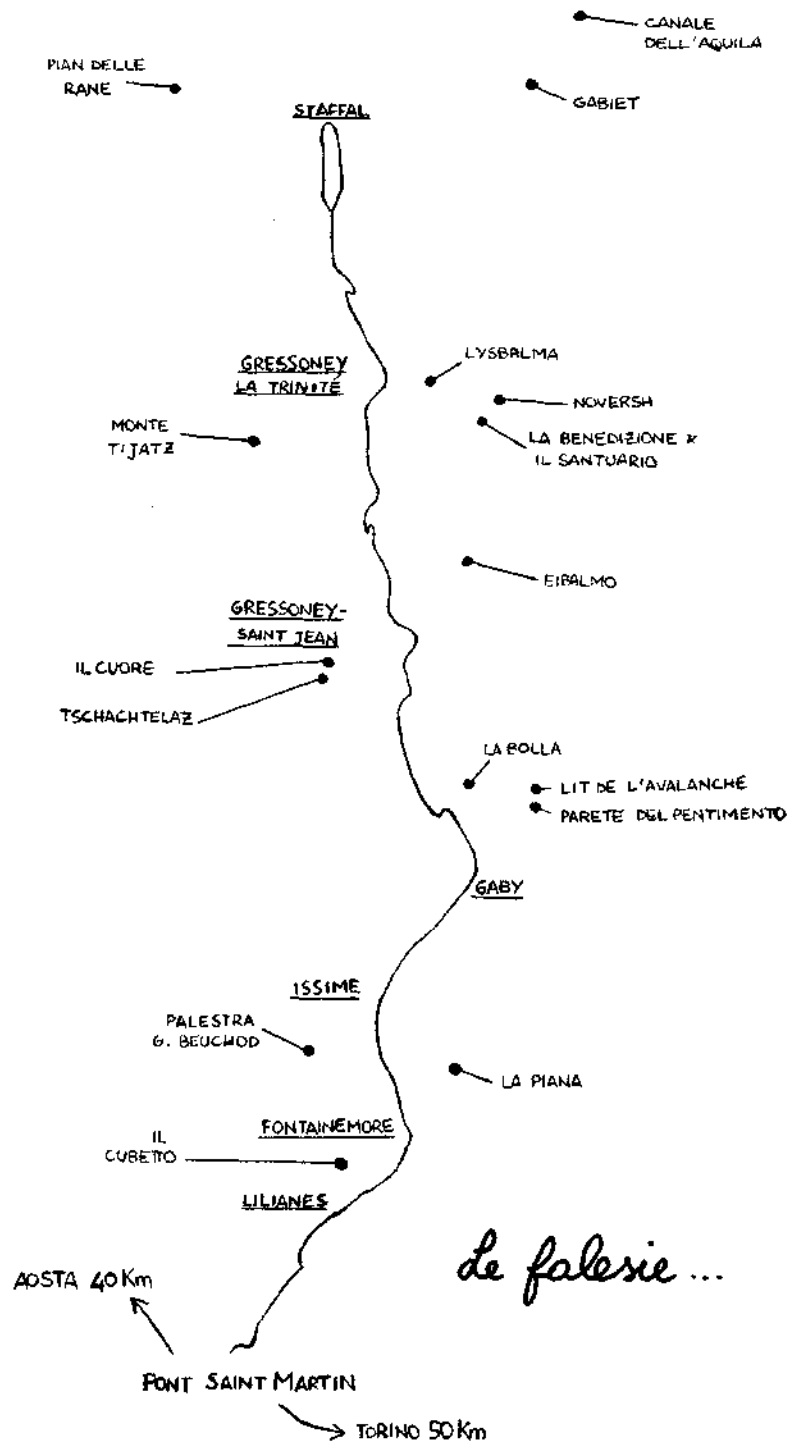 CANALE
DELL'AQUILA
PIAN DELLE
RANE
GABIET
STAFFAL
LYSBALMA
GRESSONEY
LA TRINITÉ
NOVERSH
MONTE
TIJATZ
LA BENEDIZIONE &
IL SANTUARIO
EIBALMO
GRESSONEY-
SAINT JEAN
IL CUORE
TSCHACHTELAZ
LA BOLLA
LIT DE L'AVALANCHE
PARETE DEL PENTIMENTO
GABY
ISSIME
PALESTRA
G. BEUCHOD
LA PIANA
FONTAINEMORE
IL
CUBETTO
LILIANES
Le falesie...
AOSTA 40 Km
PONT SAINT MARTIN
TORINO 50 Km